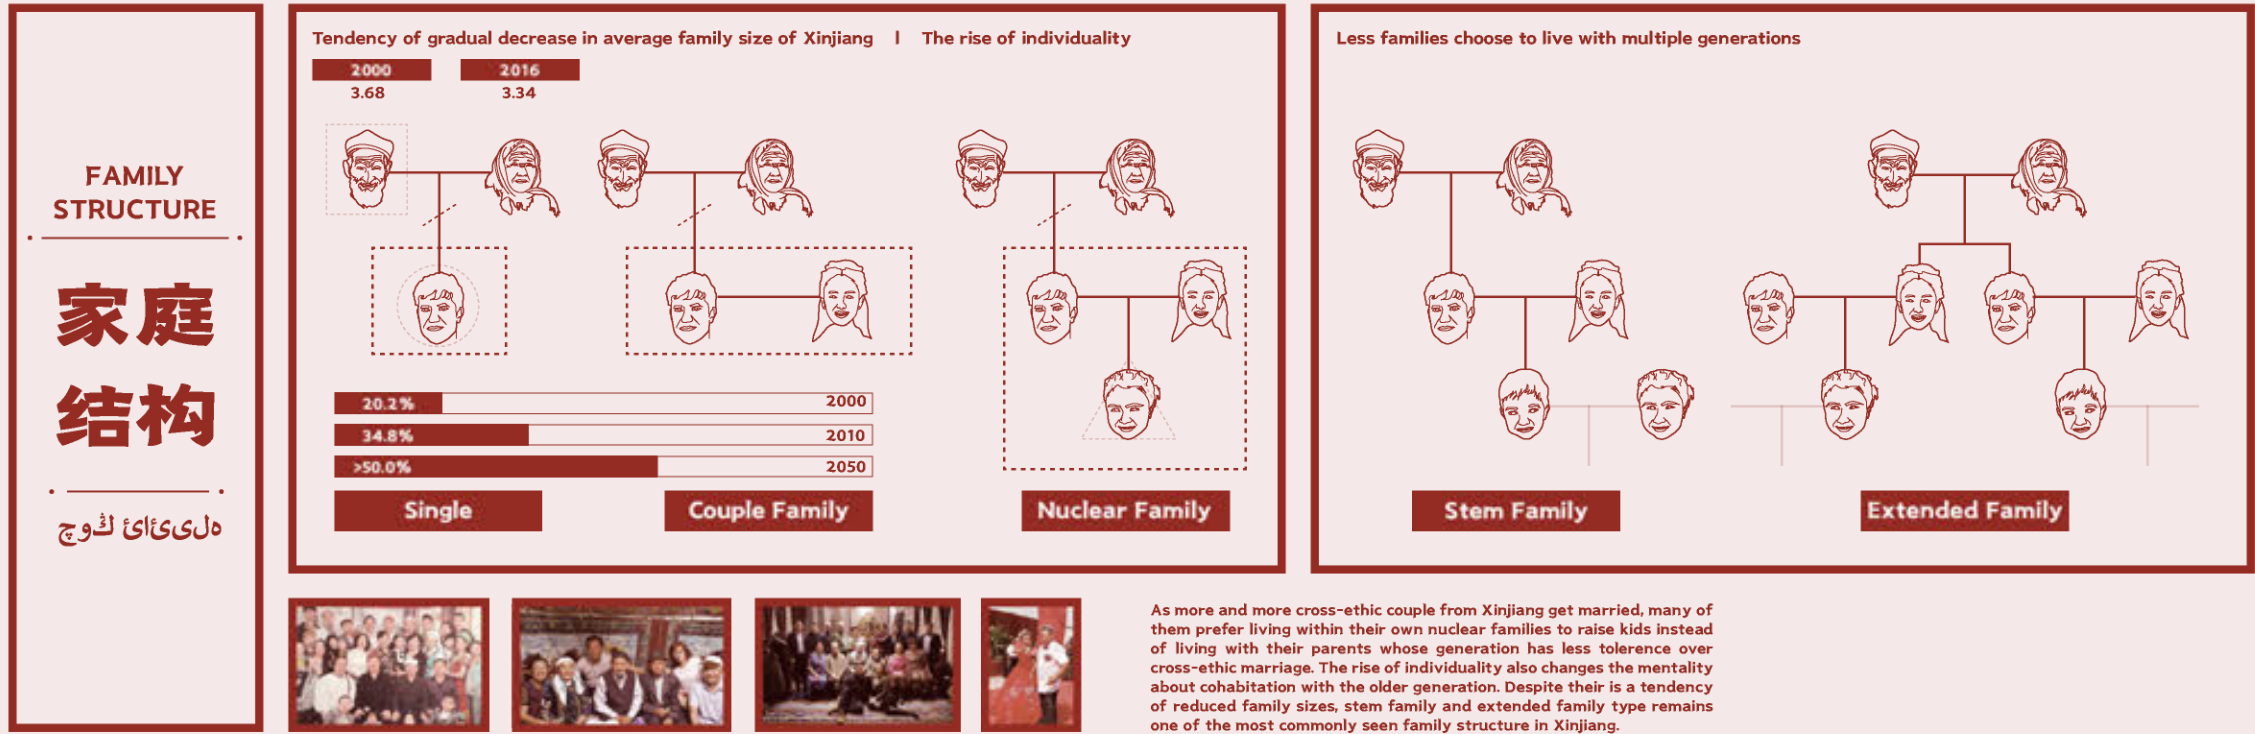 FAMILY
STRUCTURE
家庭
结构
ھلىيئائ ڭوچ
Tendency of gradual decrease in average family size of Xinjiang | The rise of individuality
2000 2016
3.68 3.34
20.2% 2000
34.8% 2010
>50.0% 2050
Single
Couple Family
Nuclear Family
Less families choose to live with multiple generations
Stem Family
Extended Family
As more and more cross-ethic couple from Xinjiang get married, many of
them prefer living within their own nuclear families to raise kids instead
of living with their parents whose generation has less tolerence over
cross-ethic marriage. The rise of individuality also changes the mentality
about cohabitation with the older generation. Despite their is a tendency
of reduced family sizes, stem family and extended family type remains
one of the most commonly seen family structure in Xinjiang.